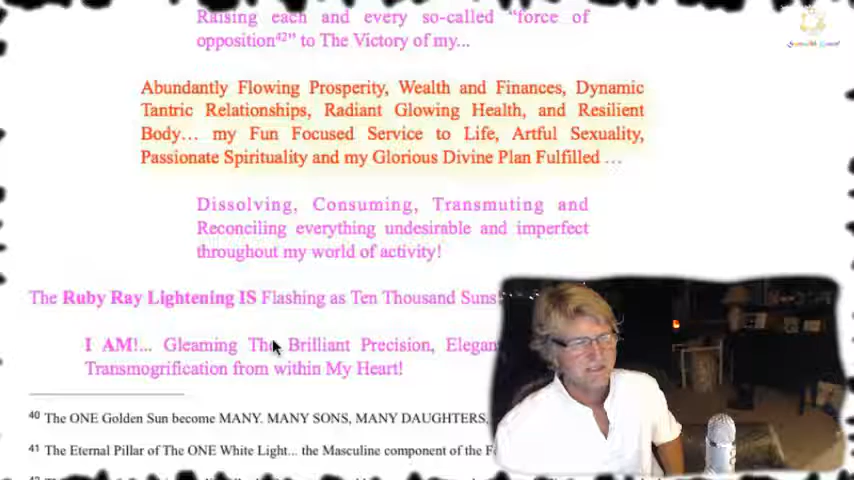 Raising each and every so-called “force of
opposition⁴²” to The Victory of my...
Abundantly Flowing Prosperity, Wealth and Finances, Dynamic
Tantric Relationships, Radiant Glowing Health, and Resilient
Body… my Fun Focused Service to Life, Artful Sexuality,
Passionate Spirituality and my Glorious Divine Plan Fulfilled …
Dissolving, Consuming, Transmuting and
Reconciling everything undesirable and imperfect
throughout my world of activity!
The Ruby Ray Lightening IS Flashing as Ten Thousand Suns
I AM!... Gleaming The Brilliant Precision,
Transmogrification from within My Heart!
40 The ONE Golden Sun become MANY. MANY SONS, MANY DAUGHTERS,
41 The Eternal Pillar of The ONE White Light... the Masculine component of the